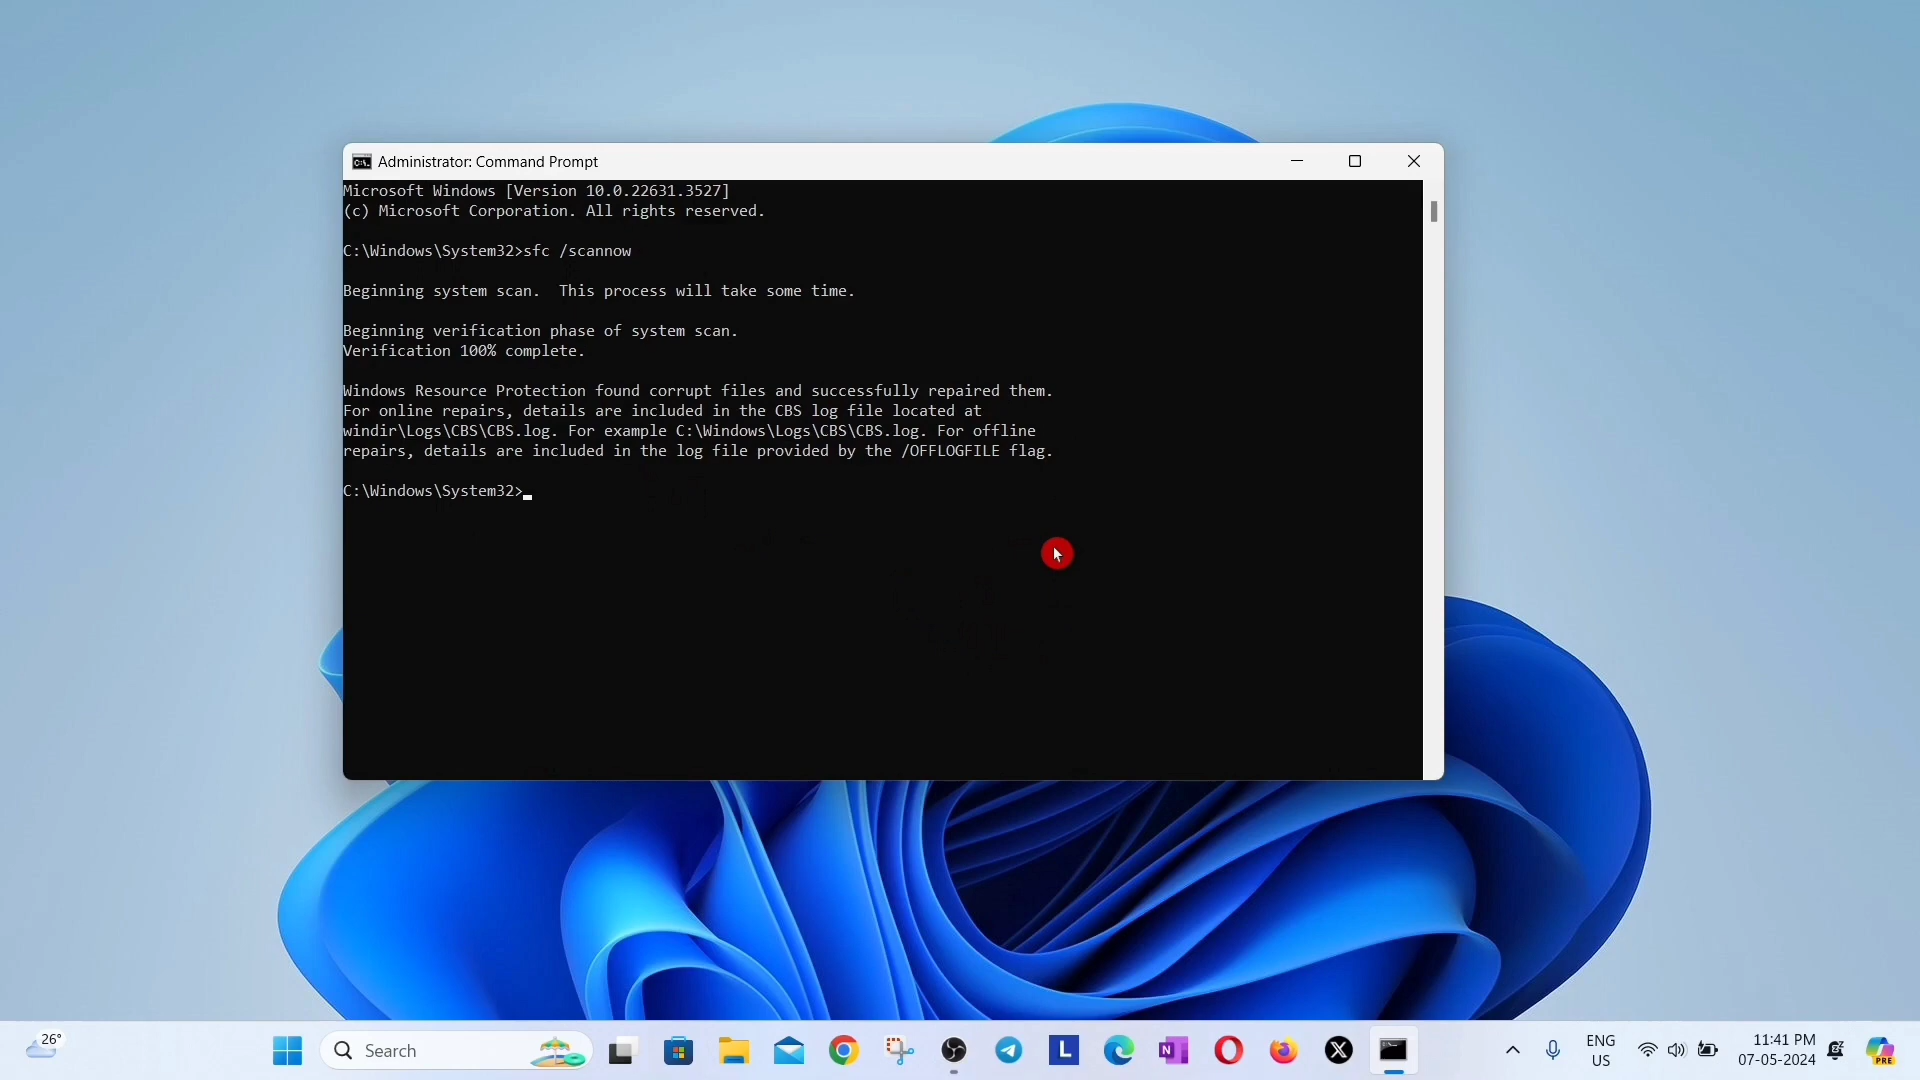 Administrator: Command Prompt
Microsoft Windows [Version 10.0.22631.3527]
(c) Microsoft Corporation. All rights reserved.
C:\Windows\System32>sfc /scannow
Beginning system scan.  This process will take some time.
Beginning verification phase of system scan.
Verification 100% complete.
Windows Resource Protection found corrupt files and successfully repaired them.
For online repairs, details are included in the CBS log file located at
windir\Logs\CBS\CBS.log. For example C:\Windows\Logs\CBS\CBS.log. For offline
repairs, details are included in the log file provided by the /OFFLOGFILE flag.
C:\Windows\System32>
26°
Search
L
N
X
ENG
US
11:41 PM
07-05-2024
PRE